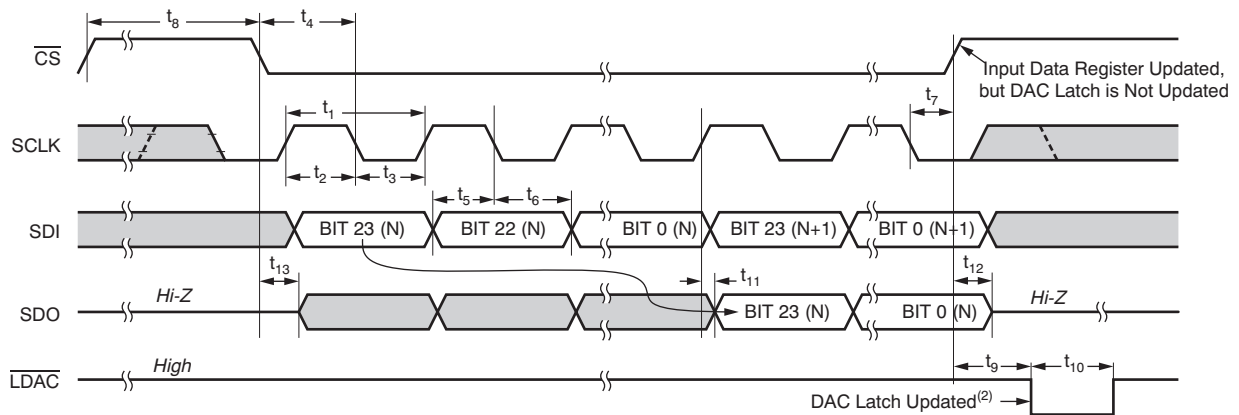 t8
t4
CS
Input Data Register Updated,
but DAC Latch is Not Updated
t7
t1
SCLK
t2
t3
t5
t6
SDI
BIT 23 (N)
BIT 22 (N)
BIT 0 (N)
BIT 23 (N+1)
BIT 0 (N+1)
t13
t11
t12
Hi-Z
Hi-Z
SDO
BIT 23 (N)
BIT 0 (N)
High
t9
t10
LDAC
DAC Latch Updated(2)